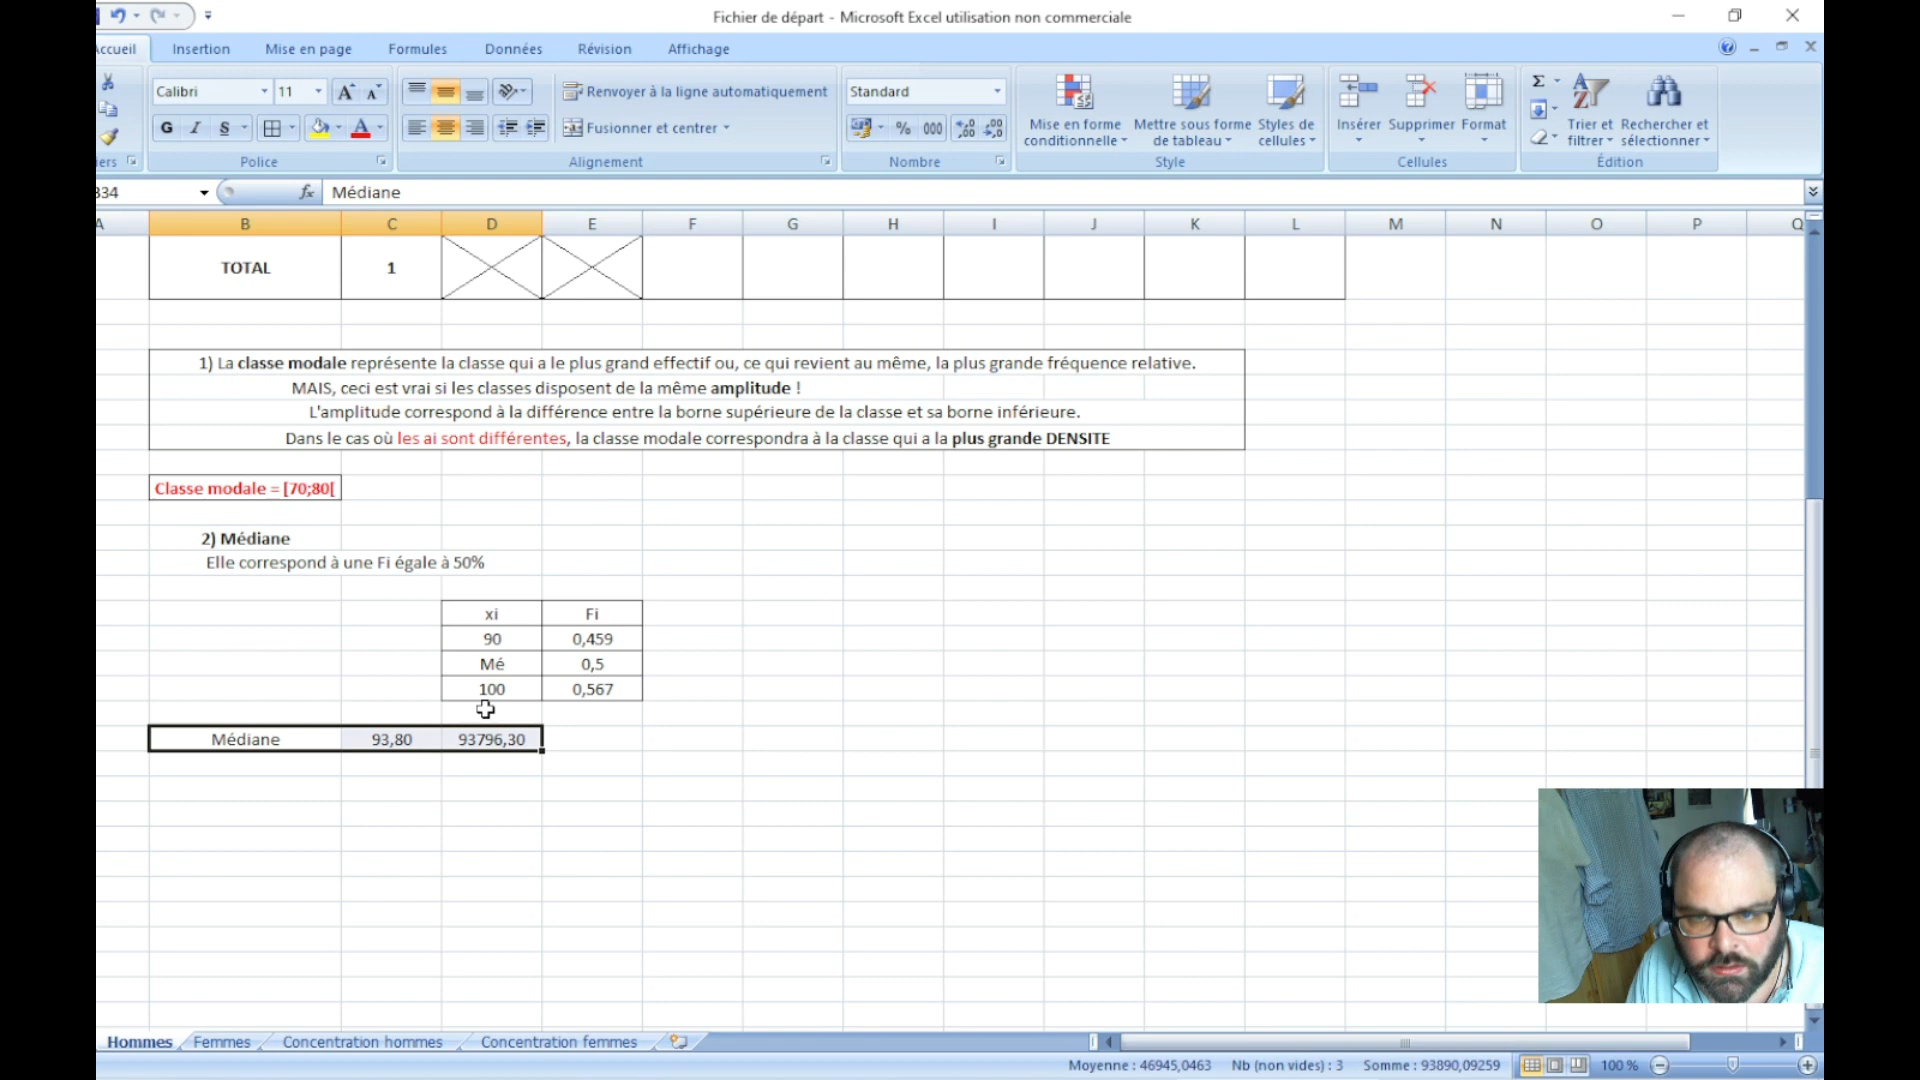 Fichier de départ - Microsoft Excel utilisation non commerciale
Accueil Insertion Mise en page Formules Données Révision Affichage
Calibri 11 Renvoyer à la ligne automatiquement Standard
G I S Fusionner et centrer % 000
Mise en forme conditionnelle Mettre sous forme de tableau Styles de cellules Insérer Supprimer Format Trier et filtrer Rechercher et sélectionner
Police Alignement Nombre Style Cellules Édition
B34 fx Médiane
A B C D E F G H I J K L M N O P Q
TOTAL 1
1) La classe modale représente la classe qui a le plus grand effectif ou, ce qui revient au même, la plus grande fréquence relative.
MAIS, ceci est vrai si les classes disposent de la même amplitude !
L'amplitude correspond à la différence entre la borne supérieure de la classe et sa borne inférieure.
Dans le cas où les ai sont différentes, la classe modale correspondra à la classe qui a la plus grande DENSITE
Classe modale = [70;80[
2) Médiane
Elle correspond à une Fi égale à 50%
xi Fi
90 0,459
Mé 0,5
100 0,567
Médiane 93,80 93796,30
Hommes Femmes Concentration hommes Concentration femmes
Moyenne : 46945,0463 Nb (non vides) : 3 Somme : 93890,09259 100 %